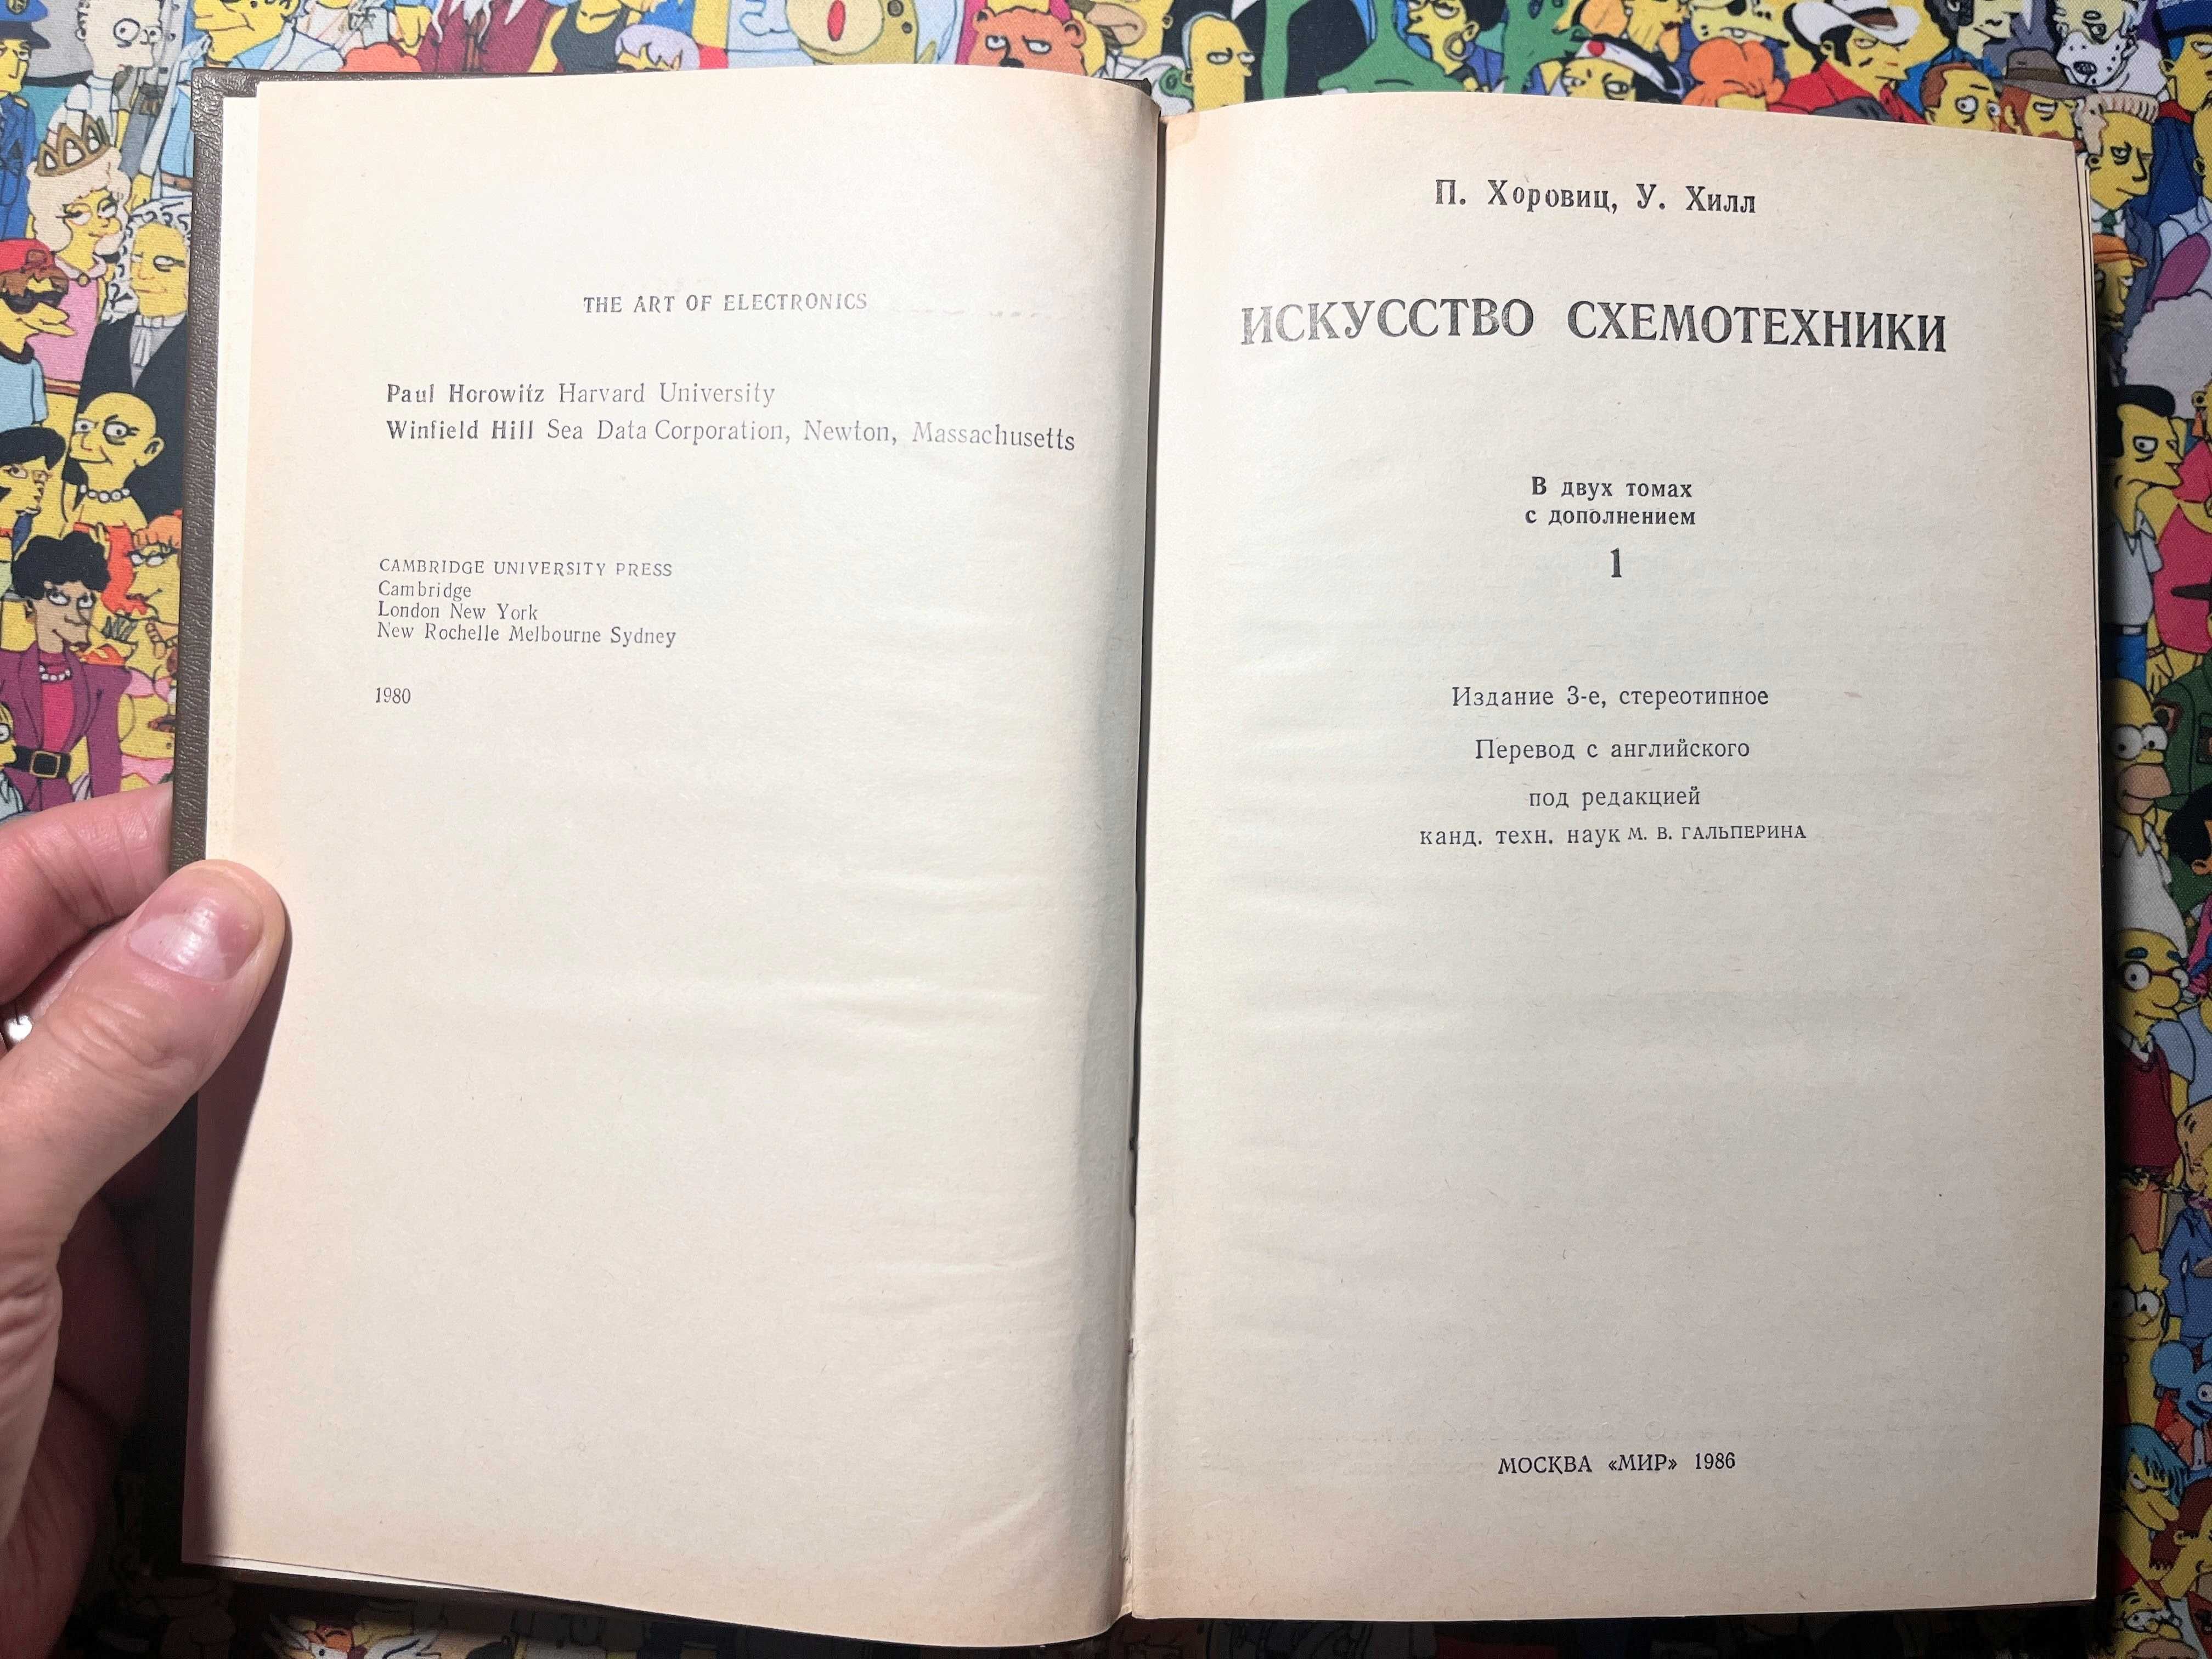 THE ART OF ELECTRONICS
Paul Horowitz Harvard University
Winfield Hill Sea Data Corporation, Newton, Massachusetts
CAMBRIDGE UNIVERSITY PRESS
Cambridge
London New York
New Rochelle Melbourne Sydney
1980
П. Хоровиц, У. Хилл
ИСКУССТВО СХЕМОТЕХНИКИ
В двух томах
с дополнением
1
Издание 3-е, стереотипное
Перевод с английского
под редакцией
канд. техн. наук М. В. ГАЛЬПЕРИНА
МОСКВА «МИР» 1986